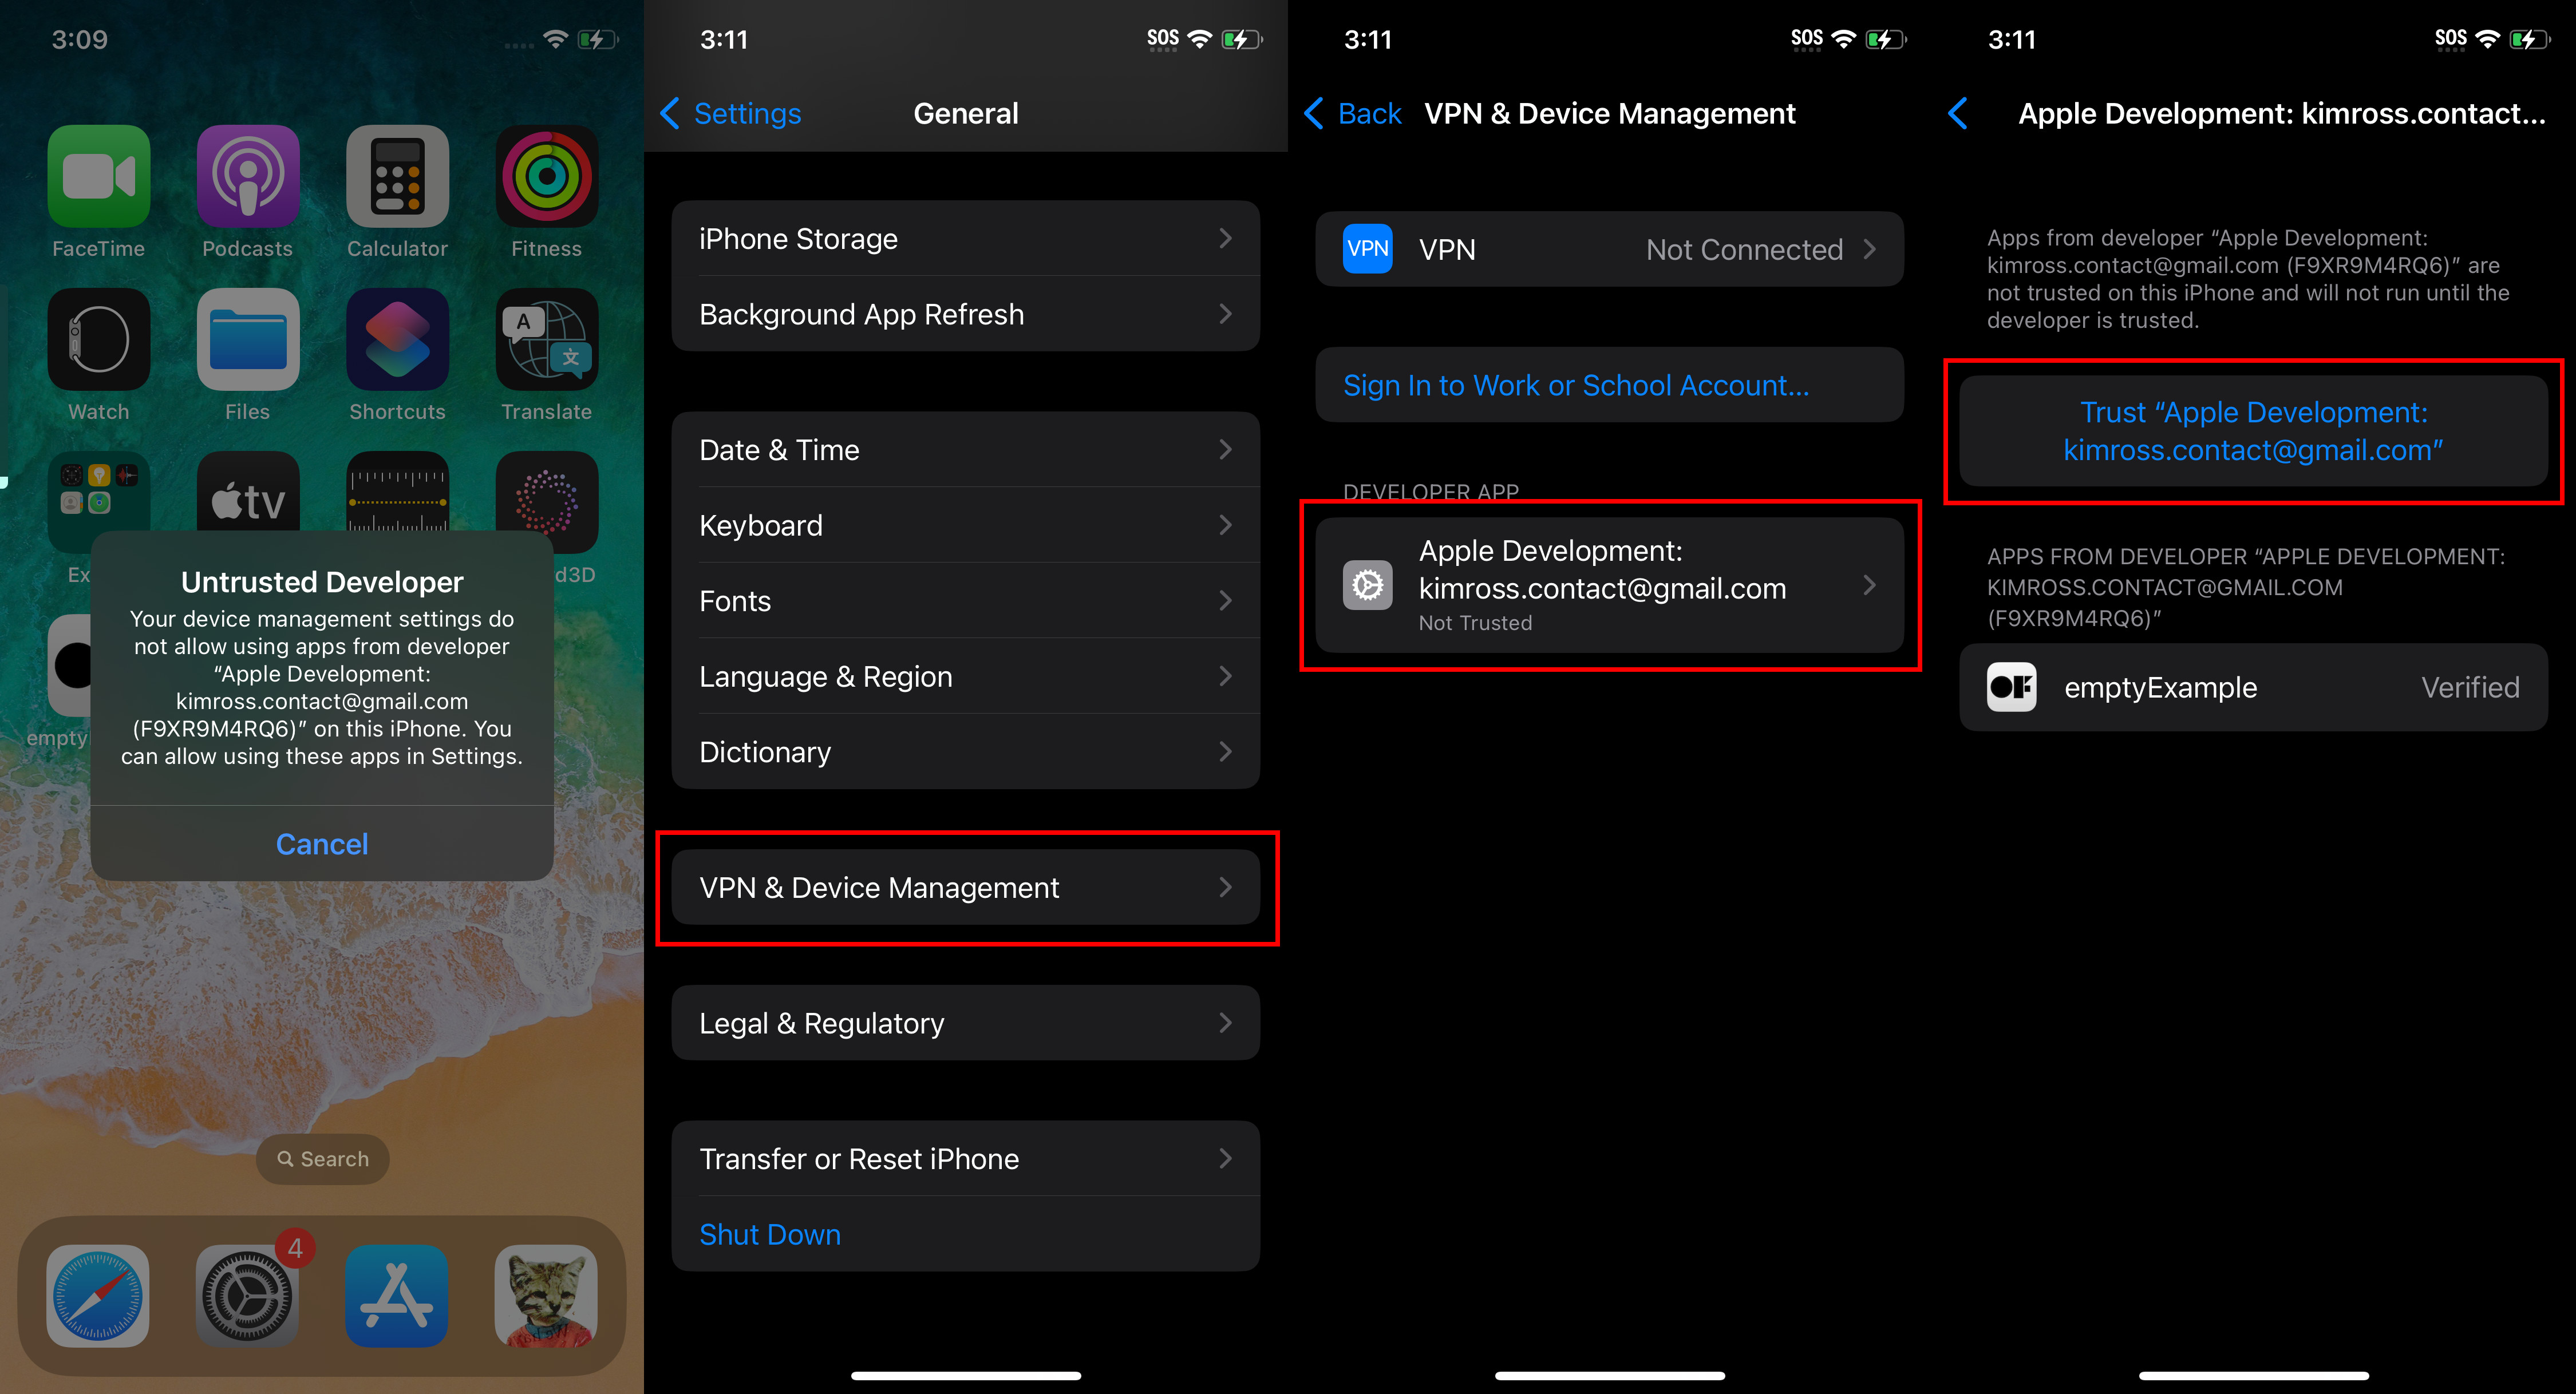 3:09
FaceTime
Podcasts
Calculator
Fitness
Watch
Files
Shortcuts
A
文
Translate
tv
Ex
d3D
empty
Untrusted Developer
Your device management settings do
not allow using apps from developer
“Apple Development:
kimross.contact@gmail.com
(F9XR9M4RQ6)” on this iPhone. You
can allow using these apps in Settings.
Cancel
Search
4
3:11
SOS
Settings
General
iPhone Storage
Background App Refresh
Date & Time
Keyboard
Fonts
Language & Region
Dictionary
VPN & Device Management
Legal & Regulatory
Transfer or Reset iPhone
Shut Down
3:11
SOS
Back
VPN & Device Management
VPN
VPN
Not Connected
Sign In to Work or School Account...
DEVELOPER APP
Apple Development:
kimross.contact@gmail.com
Not Trusted
3:11
SOS
Apple Development: kimross.contact...
Apps from developer “Apple Development:
kimross.contact@gmail.com (F9XR9M4RQ6)” are
not trusted on this iPhone and will not run until the
developer is trusted.
Trust “Apple Development:
kimross.contact@gmail.com”
APPS FROM DEVELOPER “APPLE DEVELOPMENT:
KIMROSS.CONTACT@GMAIL.COM
(F9XR9M4RQ6)”
OF
emptyExample
Verified